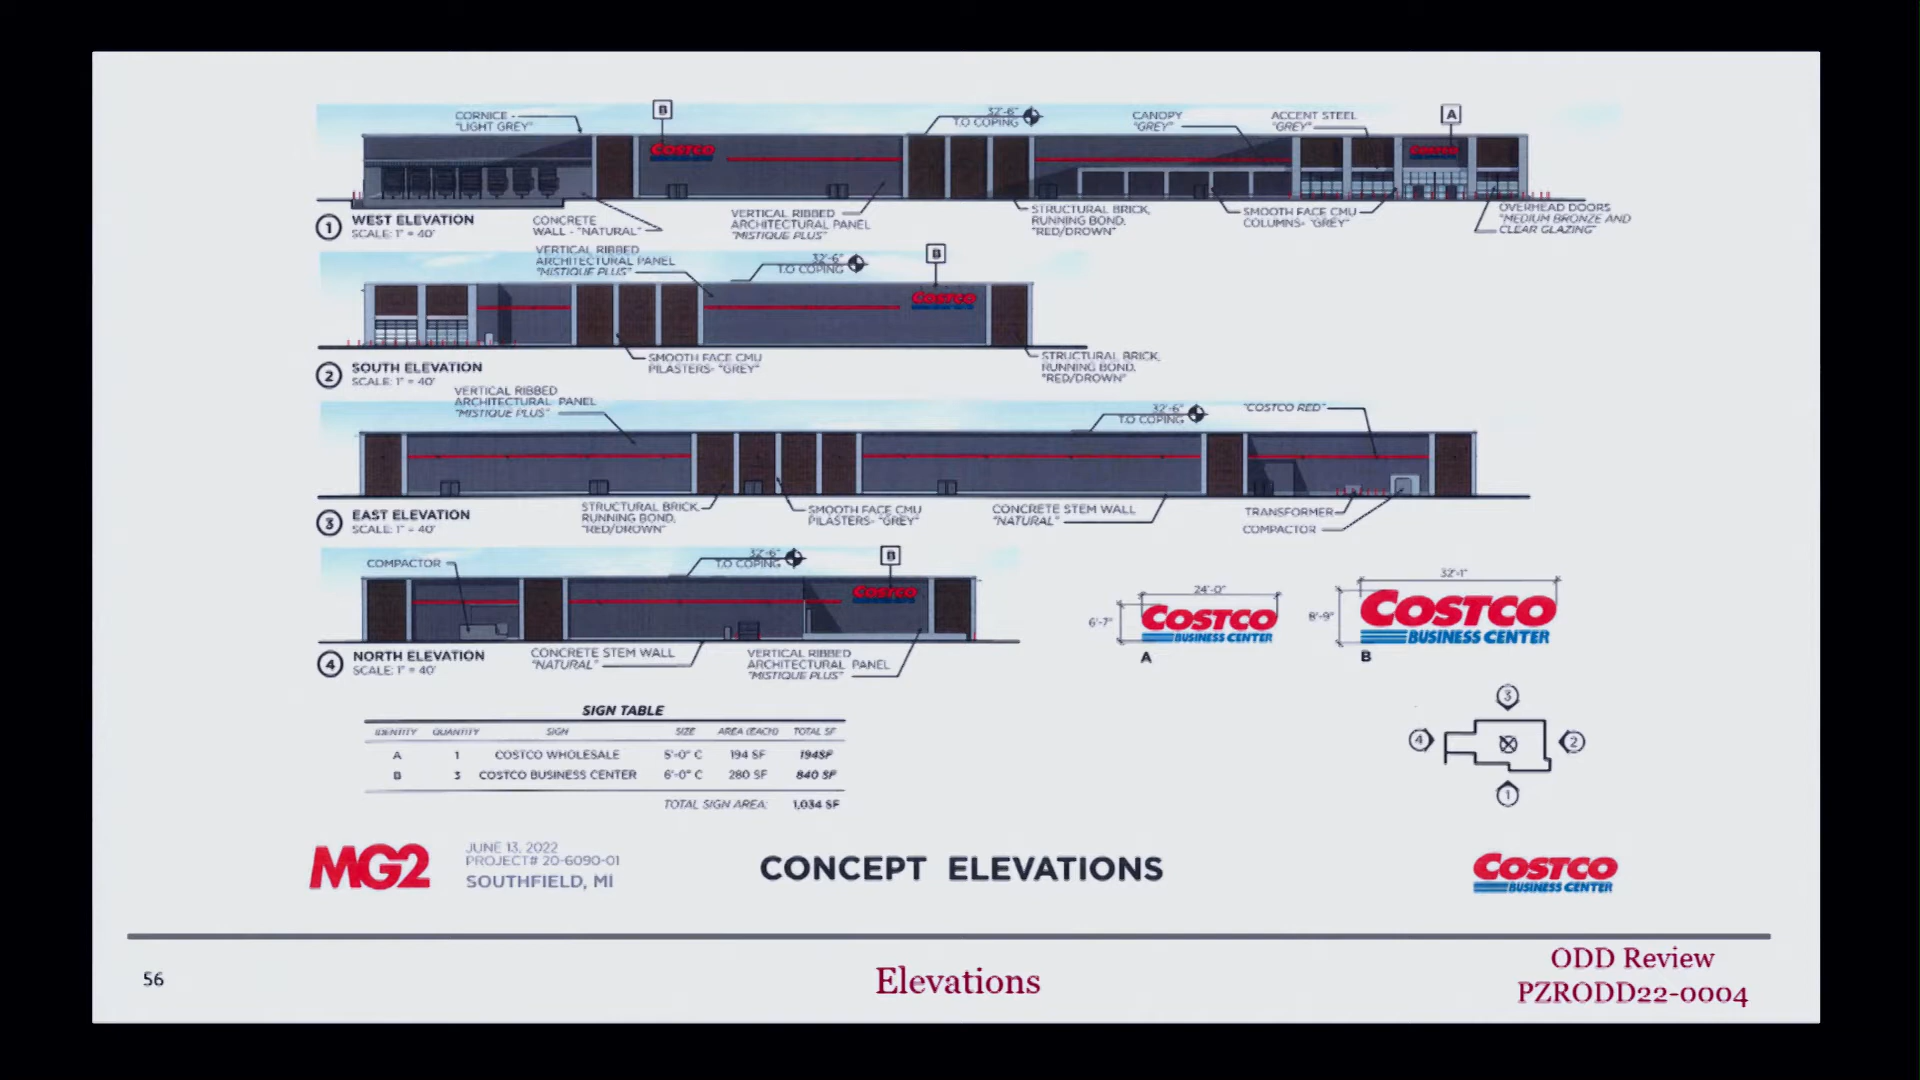 CORNICE -
"LIGHT GREY"
B
32'-6"
T.O COPING
CANOPY
"GREY"
ACCENT STEEL
"GREY"
A
COSTCO
COSTCO
1
WEST ELEVATION
SCALE: 1" = 40'
CONCRETE
WALL - "NATURAL"
VERTICAL RIBBED
ARCHITECTURAL PANEL
"MISTIQUE PLUS"
STRUCTURAL BRICK,
RUNNING BOND.
"RED/BROWN"
SMOOTH FACE CMU
COLUMNS- "GREY"
OVERHEAD DOORS
"MEDIUM BRONZE AND
CLEAR GLAZING"
VERTICAL RIBBED
ARCHITECTURAL PANEL
"MISTIQUE PLUS"
32'-6"
T.O COPING
B
COSTCO
2
SOUTH ELEVATION
SCALE: 1" = 40'
SMOOTH FACE CMU
PILASTERS- "GREY"
STRUCTURAL BRICK,
RUNNING BOND.
"RED/BROWN"
VERTICAL RIBBED
ARCHITECTURAL PANEL
"MISTIQUE PLUS"
32'-6"
T.O COPING
"COSTCO RED"
3
EAST ELEVATION
SCALE: 1" = 40'
STRUCTURAL BRICK,
RUNNING BOND.
"RED/BROWN"
SMOOTH FACE CMU
PILASTERS- "GREY"
CONCRETE STEM WALL
"NATURAL"
TRANSFORMER
COMPACTOR
COMPACTOR
32'-6"
T.O COPING
B
COSTCO
4
NORTH ELEVATION
SCALE: 1" = 40'
CONCRETE STEM WALL
"NATURAL"
VERTICAL RIBBED
ARCHITECTURAL PANEL
"MISTIQUE PLUS"
24'-0"
6'-7"
COSTCO
BUSINESS CENTER
A
32'-1"
8'-9"
COSTCO
BUSINESS CENTER
B
3
4
2
1
SIGN TABLE
IDENTITY QUANTITY SIGN SIZE AREA (EACH) TOTAL SF
A 1 COSTCO WHOLESALE 5'-0" C 194 SF 194SF
B 3 COSTCO BUSINESS CENTER 6'-0" C 280 SF 840 SF
TOTAL SIGN AREA: 1,034 SF
MG2
JUNE 13, 2022
PROJECT# 20-6090-01
SOUTHFIELD, MI
CONCEPT ELEVATIONS
COSTCO
BUSINESS CENTER
56
Elevations
ODD Review
PZRODD22-0004